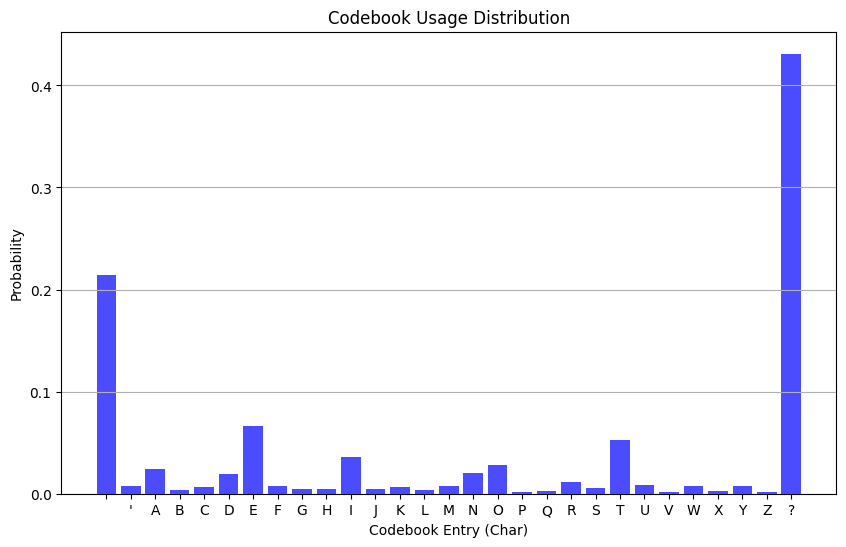 Codebook Usage Distribution
Probability
0.4
0.3
0.2
0.1
0.0
' A B C D E F G H I J K L M N O P Q R S T U V W X Y Z ?
Codebook Entry (Char)